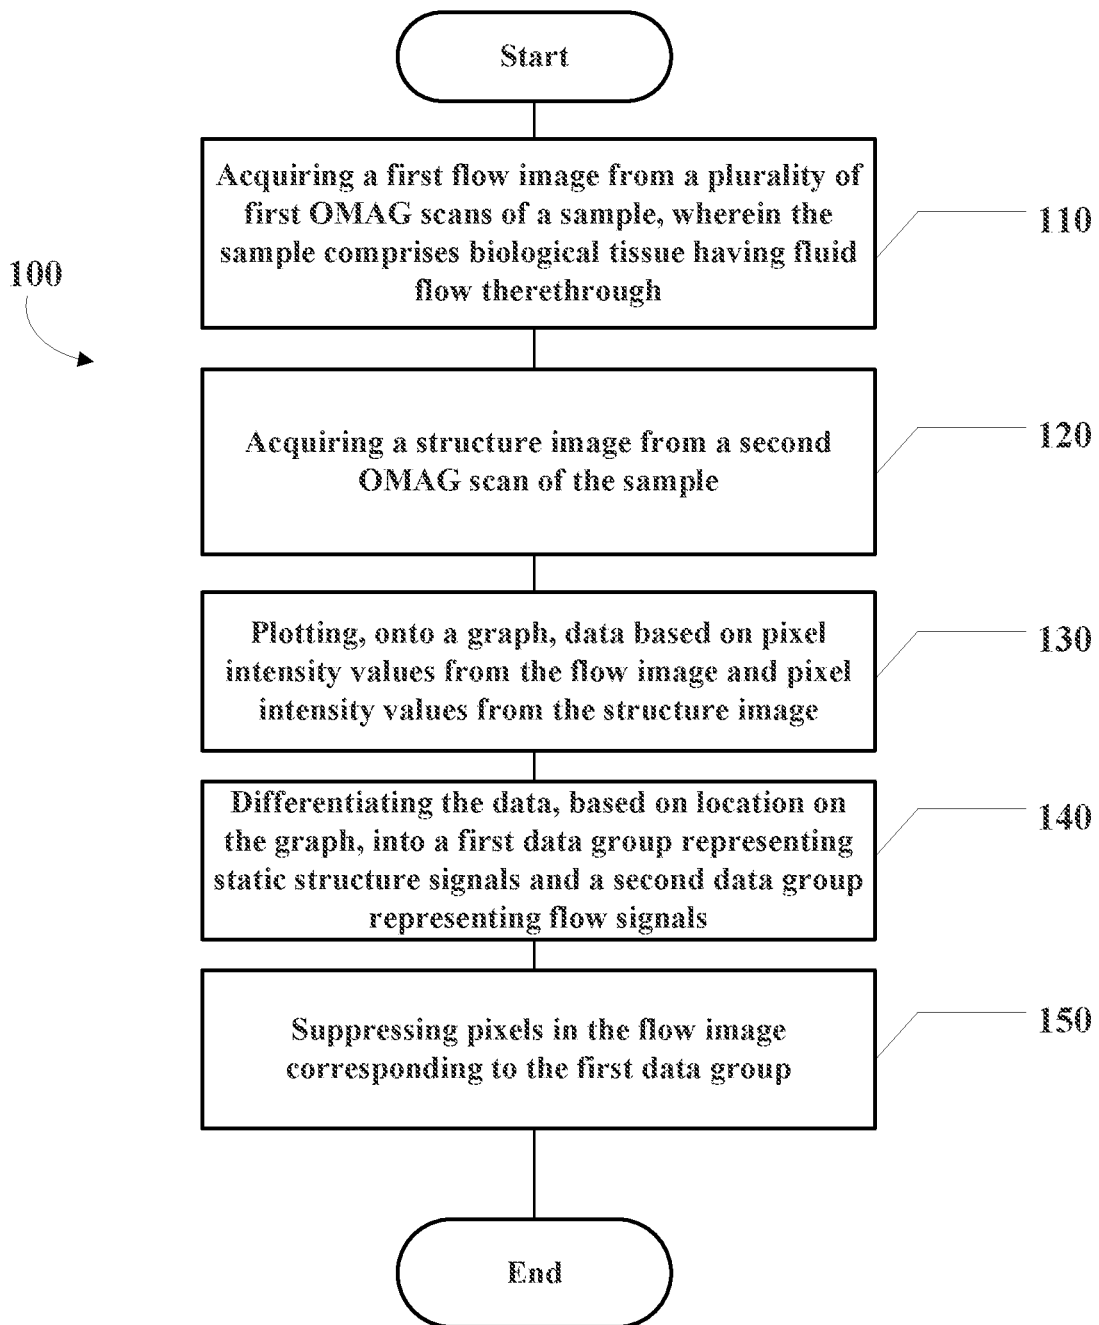 Start
Acquiring a first flow image from a plurality of
first OMAG scans of a sample, wherein the
sample comprises biological tissue having fluid
flow therethrough
110
100
Acquiring a structure image from a second
OMAG scan of the sample
120
Plotting, onto a graph, data based on pixel
intensity values from the flow image and pixel
intensity values from the structure image
130
Differentiating the data, based on location on
the graph, into a first data group representing
static structure signals and a second data group
representing flow signals
140
Suppressing pixels in the flow image
corresponding to the first data group
150
End